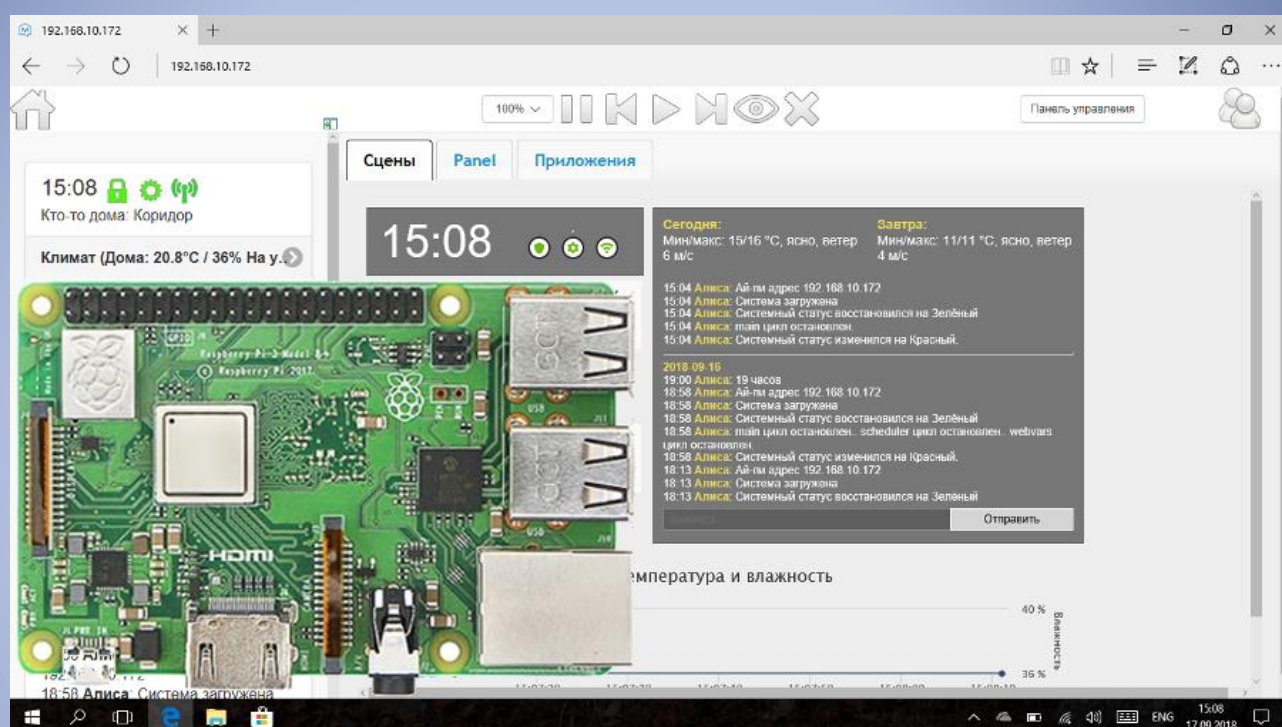 192.168.10.172
192.168.10.172
100%
Панель управления
Сцены
Panel
Приложения
15:08
Кто-то дома: Коридор
Климат (Дома: 20.8°C / 36% На у...
15:08
Сегодня:
Мин/макс: 15/16 °C, ясно, ветер
6 м/с
Завтра:
Мин/макс: 11/11 °C, ясно, ветер
4 м/с
15:04 Алиса: Ай-пи адрес 192.168.10.172
15:04 Алиса: Система загружена
15:04 Алиса: Системный статус восстановился на Зелёный
15:04 Алиса: main цикл остановлен.
15:04 Алиса: Системный статус изменился на Красный.
2018-09-16
19:00 Алиса: 19 часов
18:58 Алиса: Ай-пи адрес 192.168.10.172
18:58 Алиса: Система загружена
18:58 Алиса: Системный статус восстановился на Зелёный
18:58 Алиса: main цикл остановлен.. scheduler цикл остановлен.. webvars
цикл остановлен.
18:58 Алиса: Системный статус изменился на Красный.
18:13 Алиса: Ай-пи адрес 192.168.10.172
18:13 Алиса: Система загружена
18:13 Алиса: Системный статус восстановился на Зелёный
Отправить
GPIO
Raspberry Pi 3 Model B+
© Raspberry Pi 2017
USB
USB
HDMI
CAMERA
емпература и влажность
40 %
Влажность
36 %
18:58 Алиса: Система загружена
ENG
15:08
17.09.2018